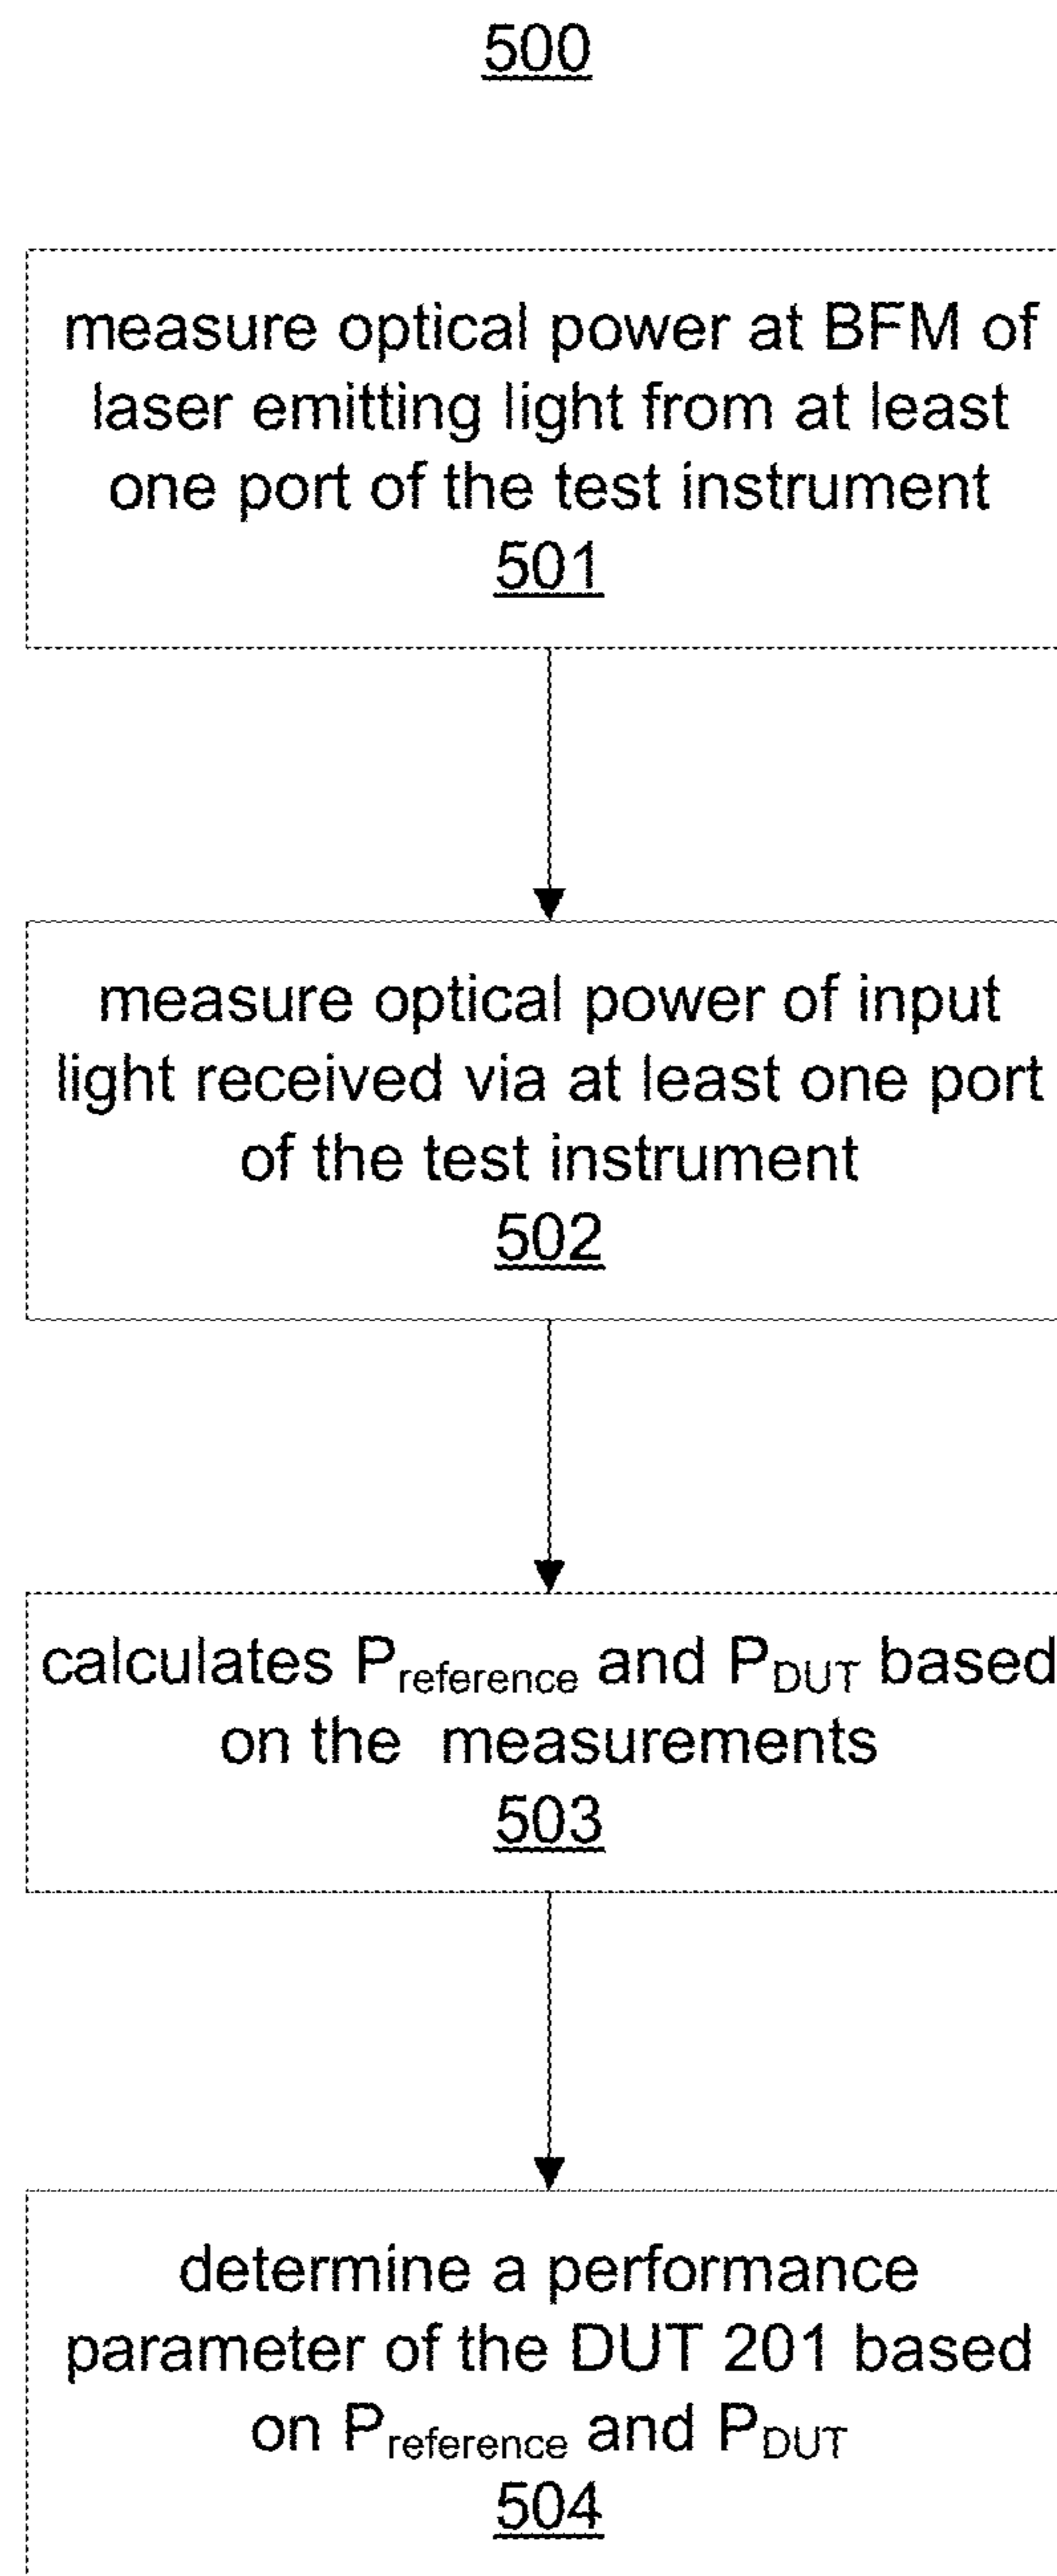 500
measure optical power at BFM of
laser emitting light from at least
one port of the test instrument
501
measure optical power of input
light received via at least one port
of the test instrument
502
calculates Preference and PDUT based
on the measurements
503
determine a performance
parameter of the DUT 201 based
on Preference and PDUT
504